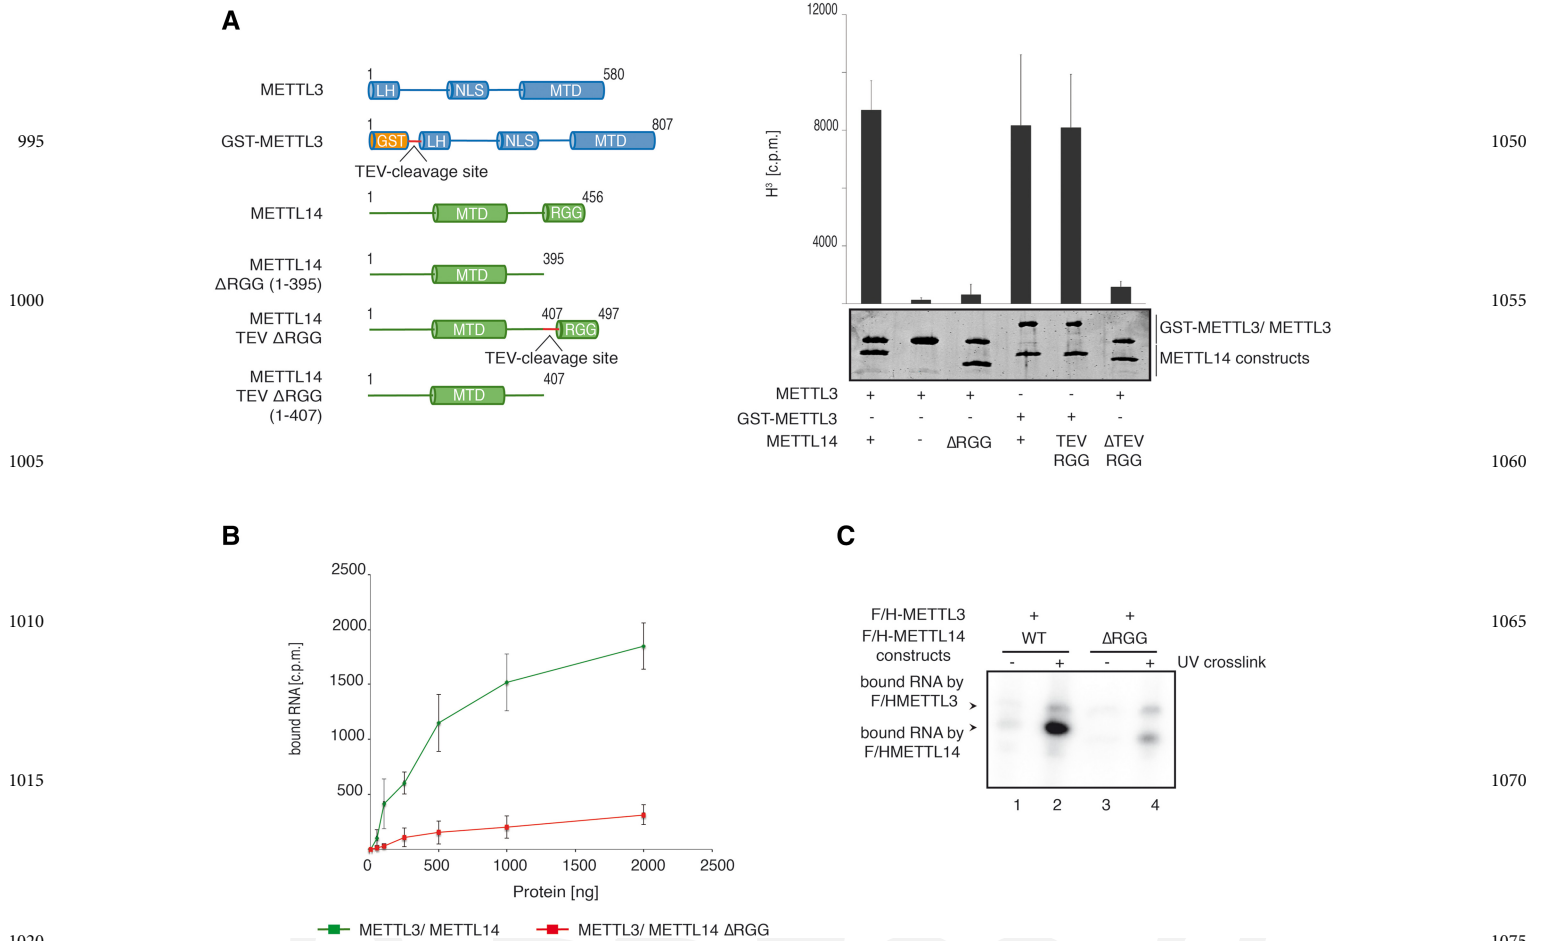 A
METTL3
1
580
LH
NLS
MTD
995
GST-METTL3
1
807
GST
LH
NLS
MTD
TEV-cleavage site
METTL14
1
456
MTD
RGG
METTL14
ΔRGG (1-395)
1
395
MTD
1000
METTL14
TEV ΔRGG
1
407
497
MTD
RGG
TEV-cleavage site
METTL14
TEV ΔRGG
(1-407)
1
407
MTD
1005
12000
8000
4000
H³ [c.p.m.]
1050
1055
GST-METTL3/ METTL3
METTL14 constructs
METTL3 + + + - - +
GST-METTL3 - - - + + -
METTL14 + - ΔRGG + TEV ΔTEV
RGG RGG
1060
B
2500
2000
1500
1000
500
bound RNA [c.p.m.]
0 500 1000 1500 2000 2500
Protein [ng]
METTL3/ METTL14
METTL3/ METTL14 ΔRGG
1010
1015
1020
C
F/H-METTL3 + +
F/H-METTL14
constructs
WT ΔRGG
- + - + UV crosslink
bound RNA by
F/HMETTL3
bound RNA by
F/HMETTL14
1 2 3 4
1065
1070
1075